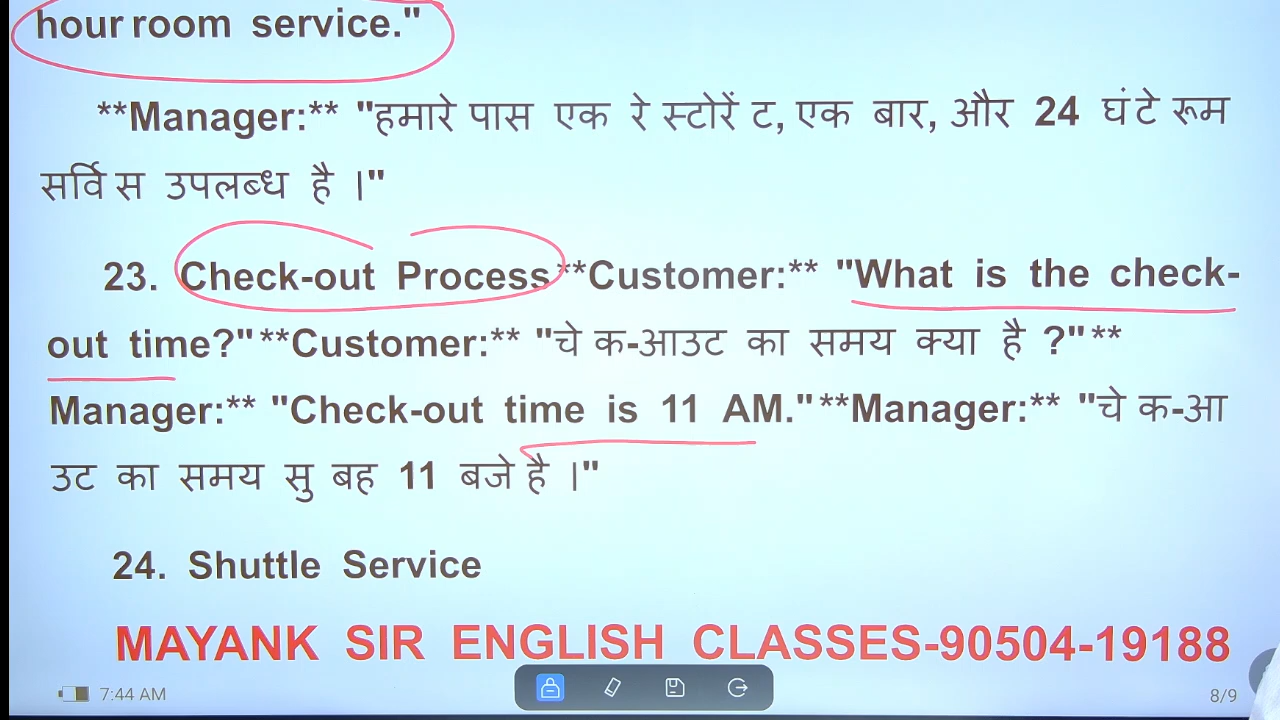 hour room service."
**Manager:** "हमारे पास एक रे स्टोरें ट, एक बार, और 24 घंटे रूम
सर्वि स उपलब्ध है ।"
23. Check-out Process**Customer:** "What is the check-
out time?"**Customer:** "चे क-आउट का समय क्या है ?"**
Manager:** "Check-out time is 11 AM."**Manager:** "चे क-आ
उट का समय सु बह 11 बजे है ।"
24. Shuttle Service
MAYANK SIR ENGLISH CLASSES-90504-19188
7:44 AM
8/9